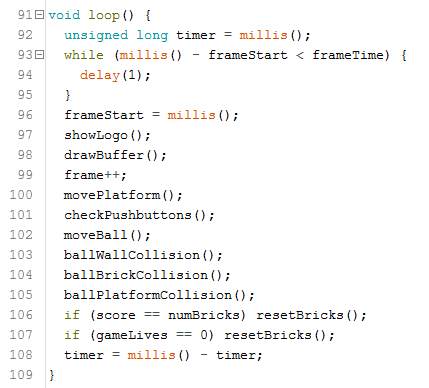 91 void loop() {
92 unsigned long timer = millis();
93 while (millis() - frameStart < frameTime) {
94 delay(1);
95 }
96 frameStart = millis();
97 showLogo();
98 drawBuffer();
99 frame++;
100 movePlatform();
101 checkPushbuttons();
102 moveBall();
103 ballWallCollision();
104 ballBrickCollision();
105 ballPlatformCollision();
106 if (score == numBricks) resetBricks();
107 if (gameLives == 0) resetBricks();
108 timer = millis() - timer;
109 }